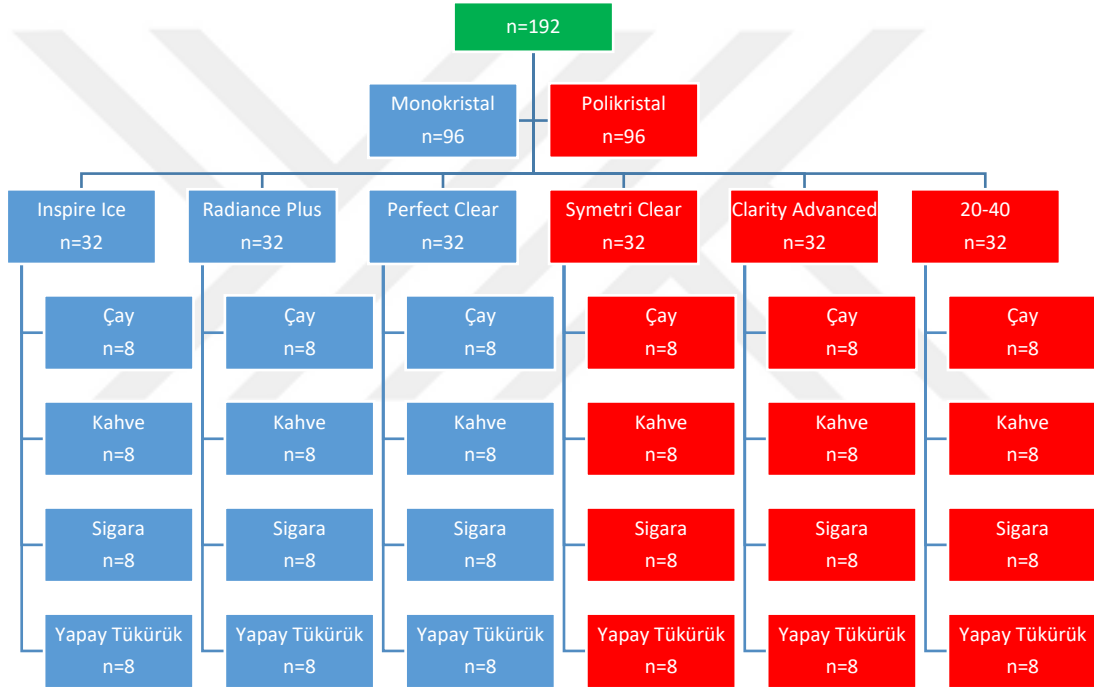 n=192
Monokristal
n=96
Polikristal
n=96
Inspire Ice
n=32
Radiance Plus
n=32
Perfect Clear
n=32
Symetri Clear
n=32
Clarity Advanced
n=32
20-40
n=32
Çay
n=8
Çay
n=8
Çay
n=8
Çay
n=8
Çay
n=8
Çay
n=8
Kahve
n=8
Kahve
n=8
Kahve
n=8
Kahve
n=8
Kahve
n=8
Kahve
n=8
Sigara
n=8
Sigara
n=8
Sigara
n=8
Sigara
n=8
Sigara
n=8
Sigara
n=8
Yapay Tükürük
n=8
Yapay Tükürük
n=8
Yapay Tükürük
n=8
Yapay Tükürük
n=8
Yapay Tükürük
n=8
Yapay Tükürük
n=8